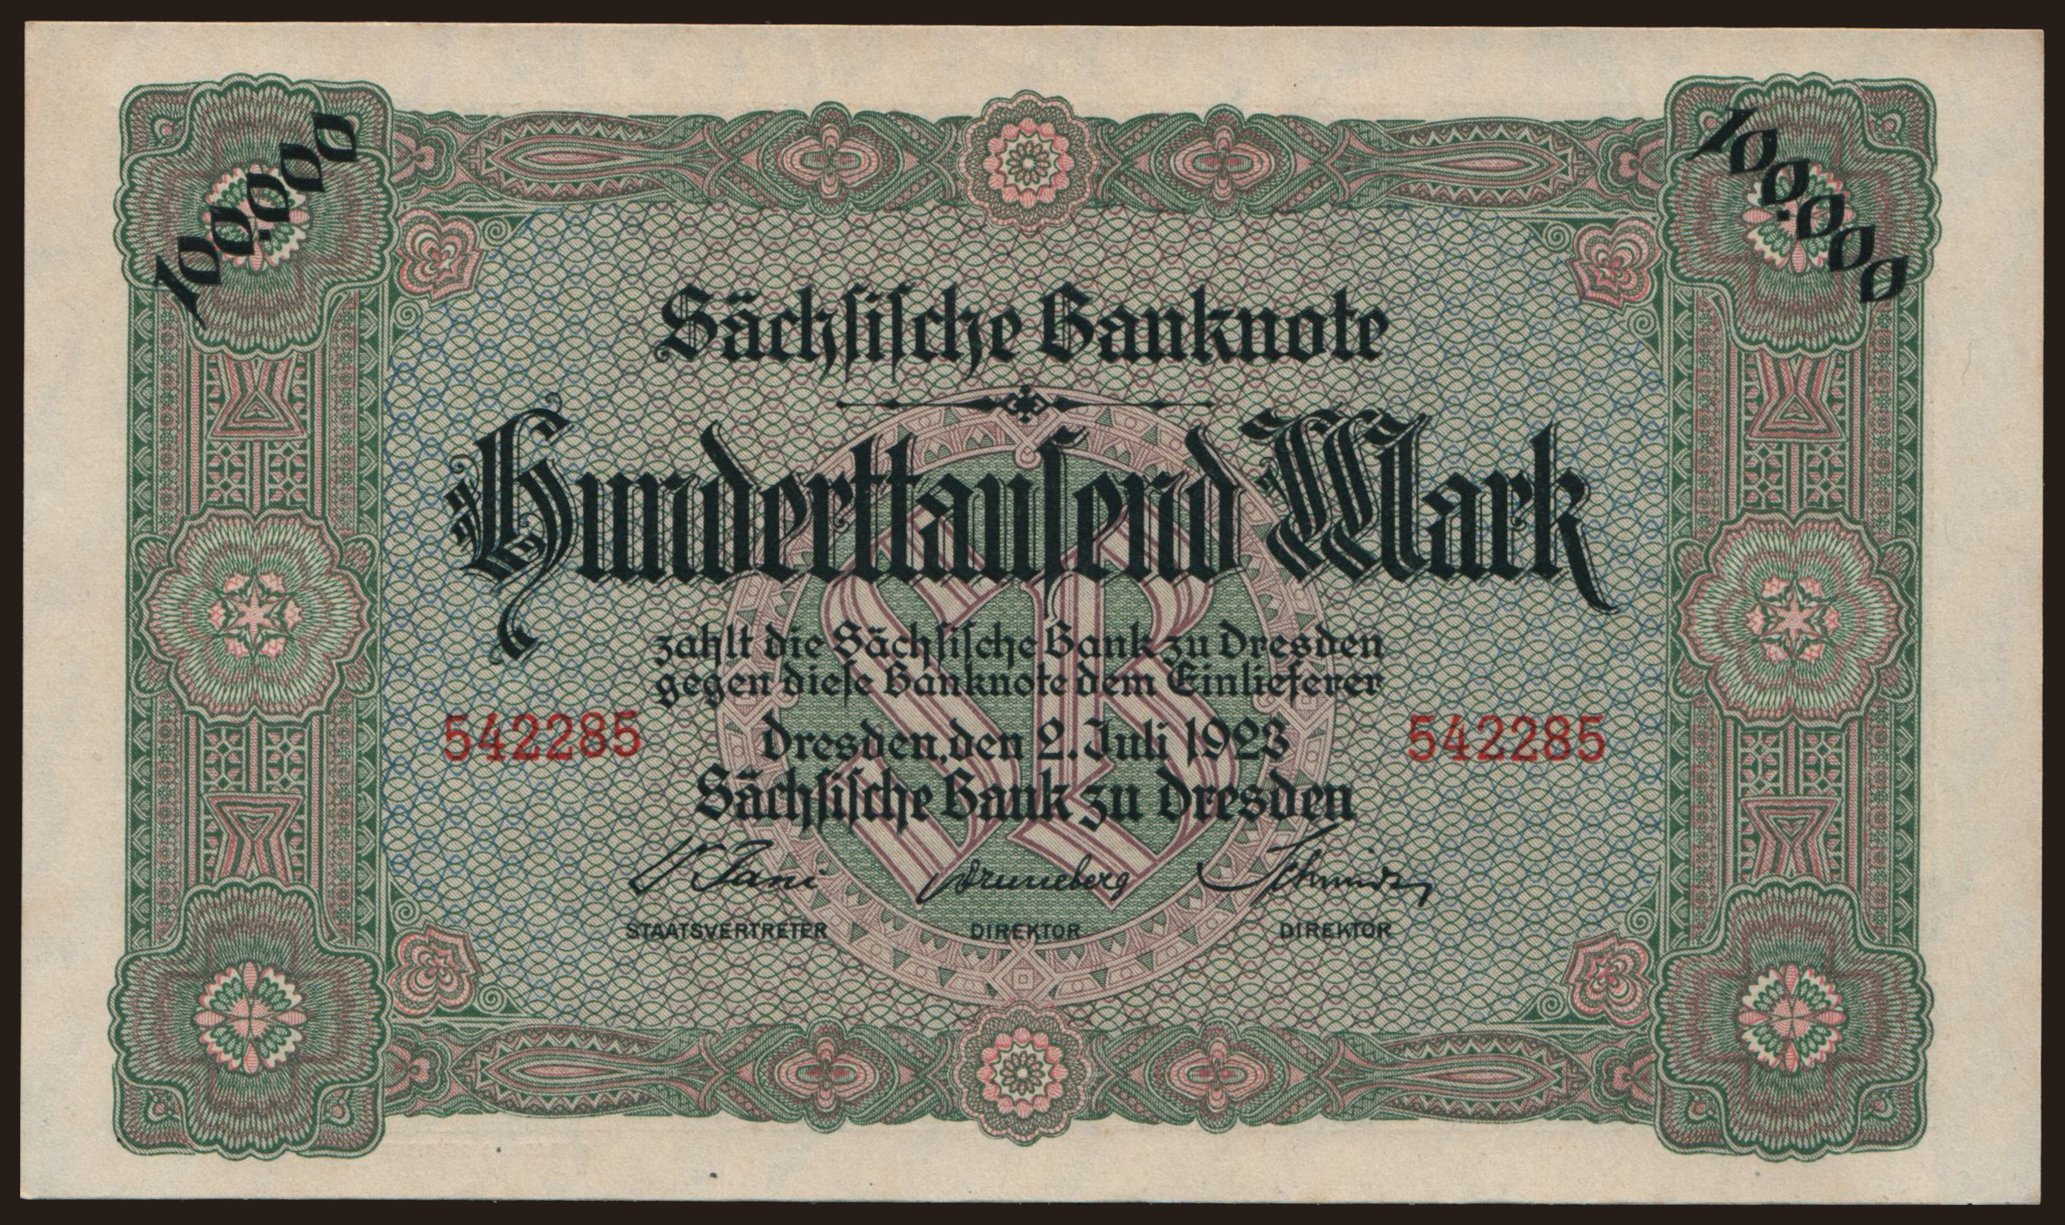 100.000
100.000
Sächsische Banknote
Hunderttausend Mark
zahlt die Sächsische Bank zu Dresden
gegen diese Banknote dem Einlieferer
542285
Dresden, den 2. Juli 1923
542285
Sächsische Bank zu Dresden
STAATSVERTRETER DIREKTOR DIREKTOR
SB